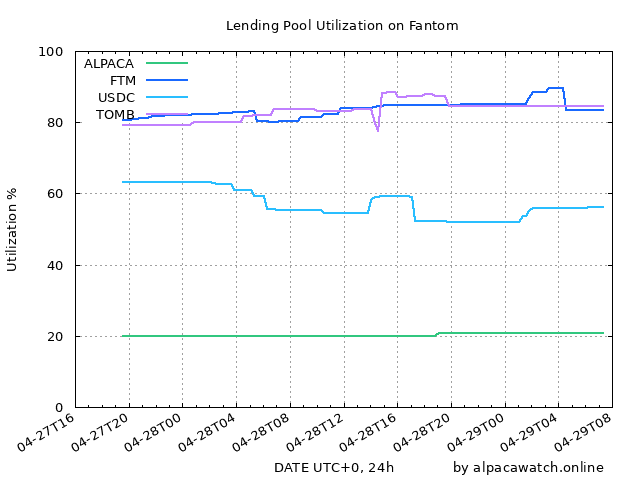 Lending Pool Utilization on Fantom
100
80
60
40
20
0
Utilization %
ALPACA
FTM
USDC
TOMB
04-27T16
04-27T20
04-28T00
04-28T04
04-28T08
04-28T12
04-28T16
04-28T20
04-29T00
04-29T04
04-29T08
DATE UTC+0, 24h
by alpacawatch.online